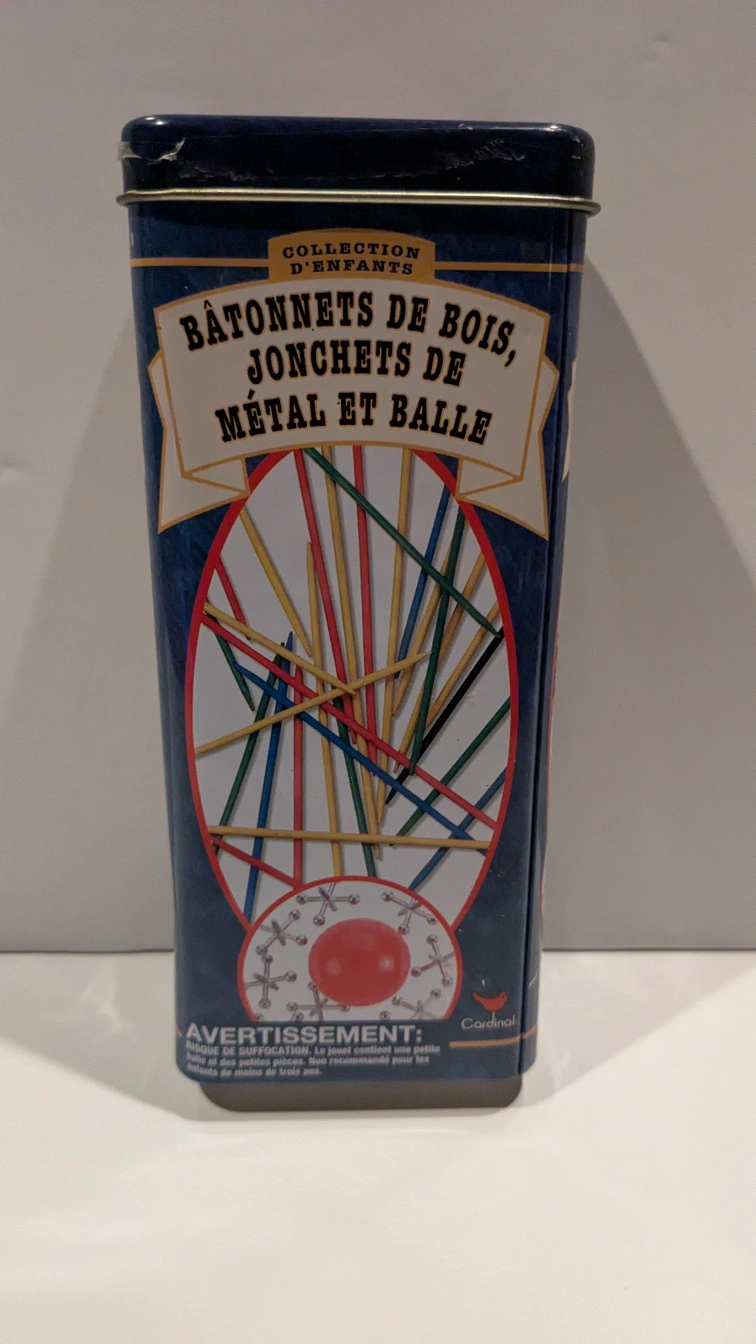 COLLECTION
D'ENFANTS
BÂTONNETS DE BOIS,
JONCHETS DE
MÉTAL ET BALLE
Cardinal
AVERTISSEMENT:
RISQUE DE SUFFOCATION. Le jouet contient une petite
balle et des petites pièces. Non recommandé pour les
enfants de moins de trois ans.